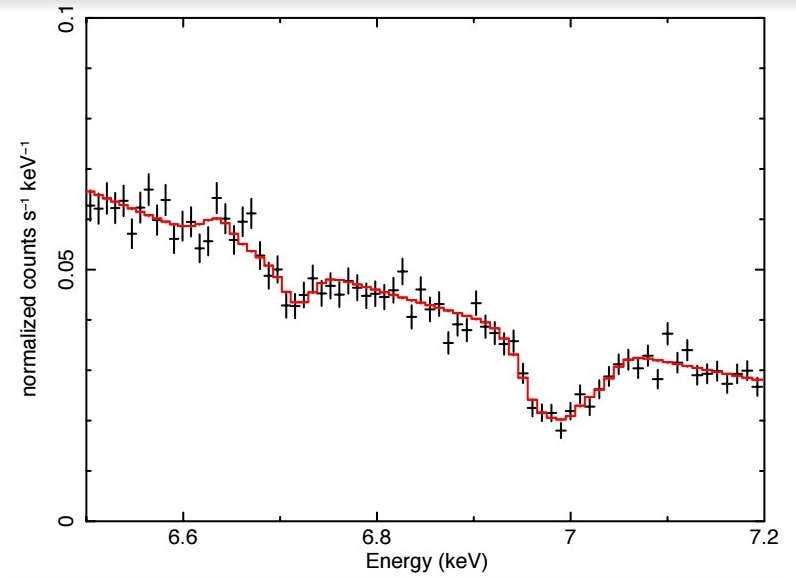 0.1
0.05
0
normalized counts s⁻¹ keV⁻¹
6.6 6.8 7 7.2
Energy (keV)